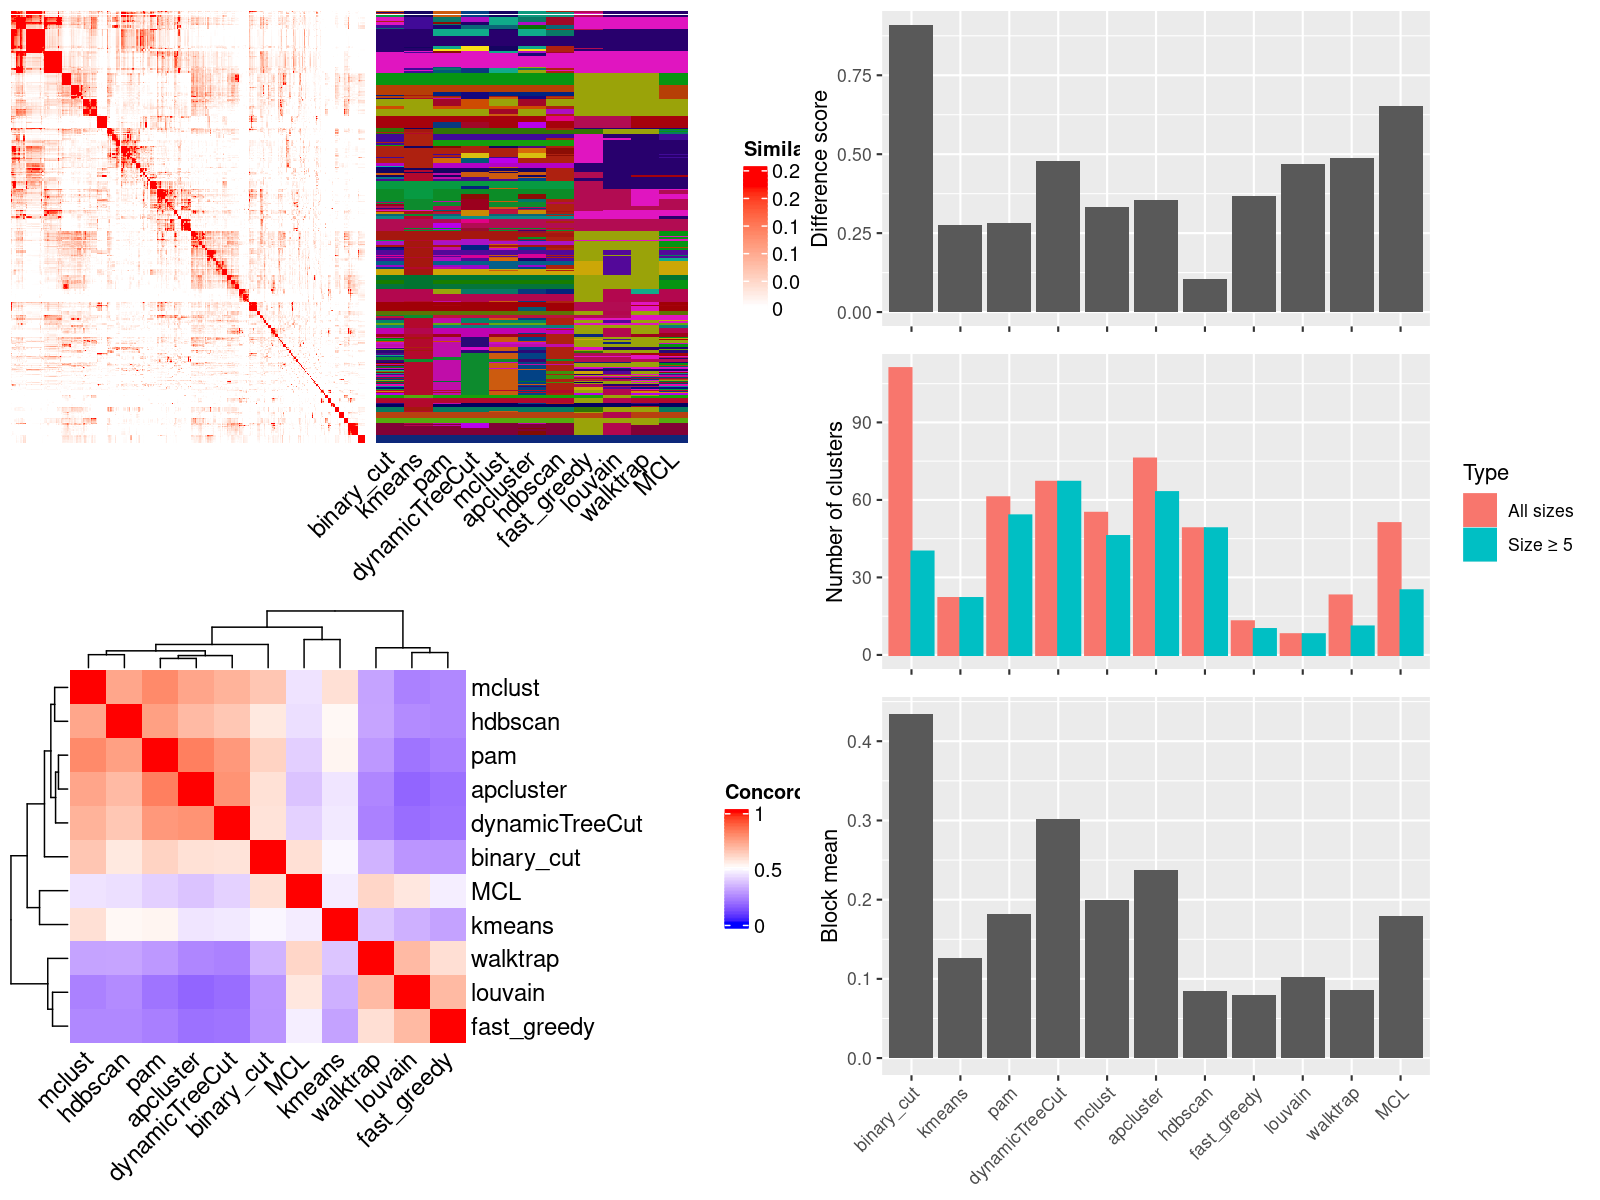 Simila
0.2
0.2
0.1
0.0
0
binary_cut
kmeans
pam
dynamicTreeCut
mclust
apcluster
hdbscan
fast_greedy
louvain
walktrap
MCL
Concord
1
0.5
0
mclust
hdbscan
pam
apcluster
dynamicTreeCut
binary_cut
MCL
kmeans
walktrap
louvain
fast_greedy
mclust
hdbscan
pam
apcluster
dynamicTreeCut
binary_cut
MCL
kmeans
walktrap
louvain
fast_greedy
Difference score
0.75
0.50
0.25
0.00
Number of clusters
90
60
30
0
Type
All sizes
Size ≥ 5
Block mean
0.4
0.3
0.2
0.1
0.0
binary_cut
kmeans
pam
dynamicTreeCut
mclust
apcluster
hdbscan
fast_greedy
louvain
walktrap
MCL